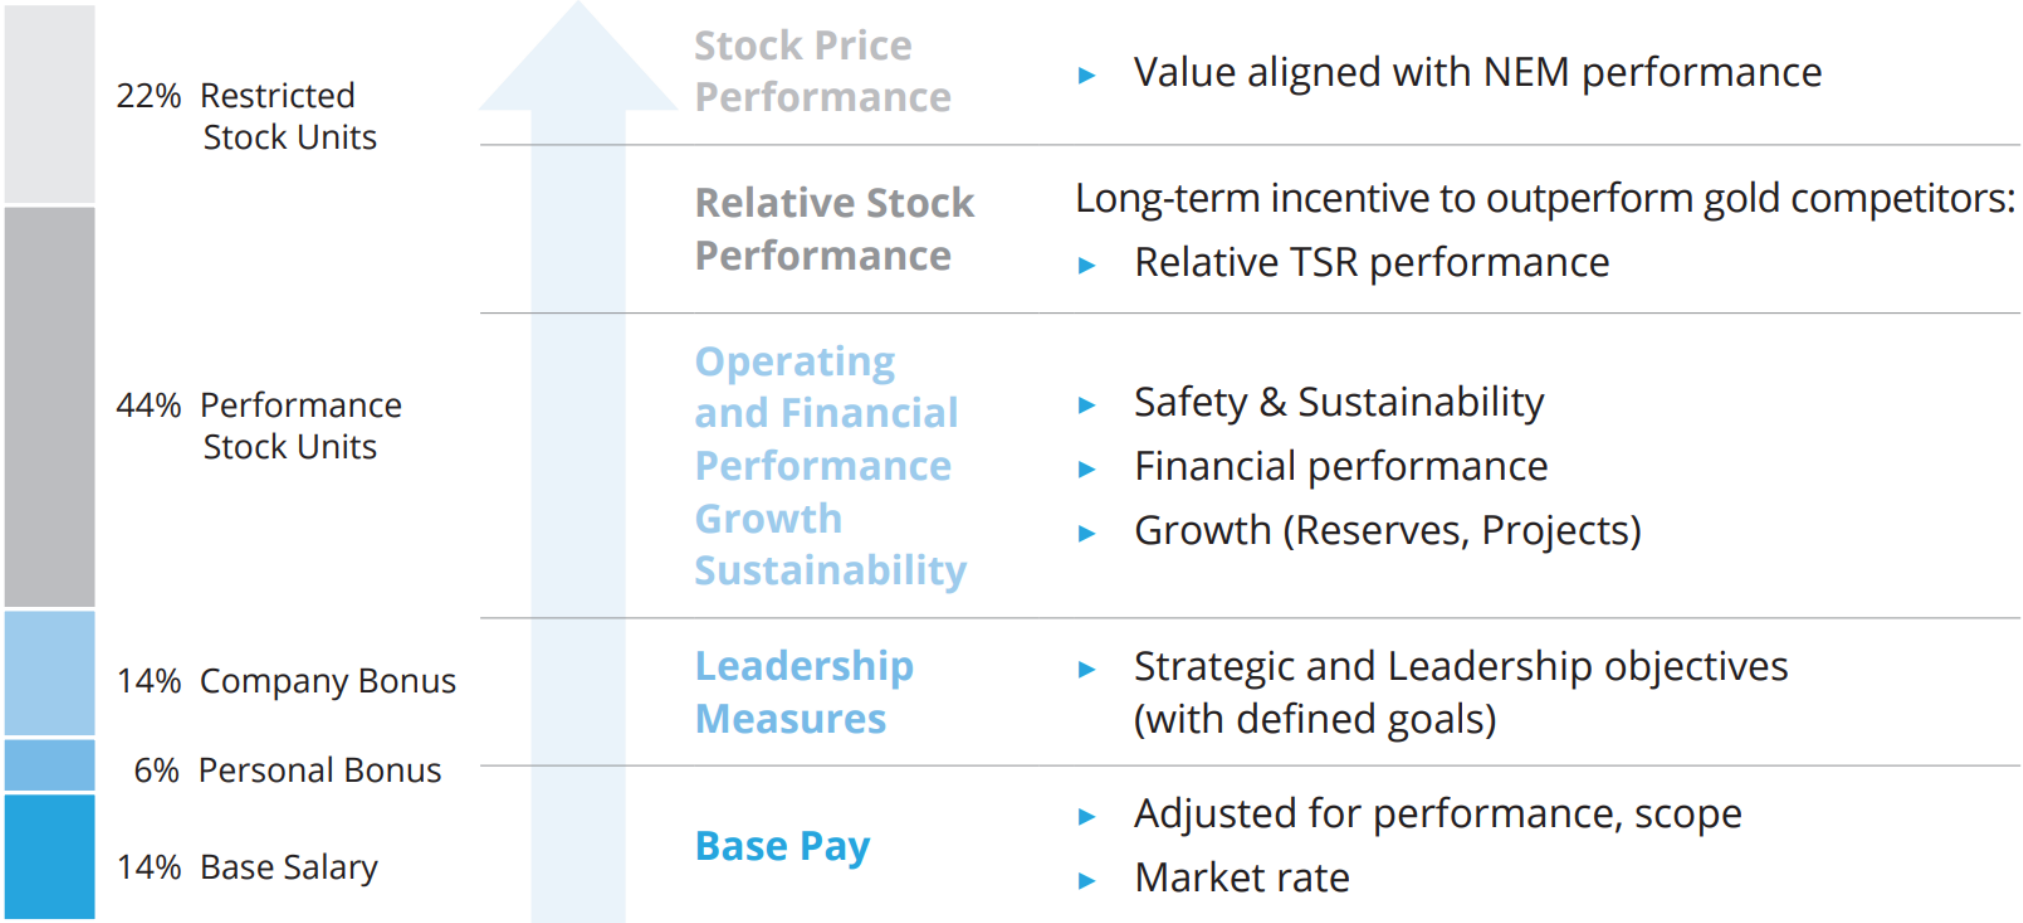 22% Restricted
Stock Units
44% Performance
Stock Units
14% Company Bonus
6% Personal Bonus
14% Base Salary
Stock Price
Performance
► Value aligned with NEM performance
Relative Stock
Performance
Long-term incentive to outperform gold competitors:
► Relative TSR performance
Operating
and Financial
Performance
Growth
Sustainability
► Safety & Sustainability
► Financial performance
► Growth (Reserves, Projects)
Leadership
Measures
► Strategic and Leadership objectives
(with defined goals)
Base Pay
► Adjusted for performance, scope
► Market rate